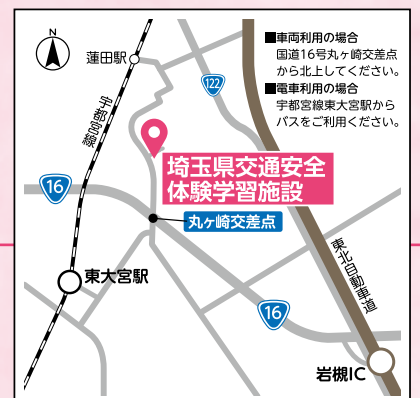 N
蓮田駅
宇都宮線
122
■車両利用の場合
国道16号丸ヶ崎交差点
から北上してください。
■電車利用の場合
宇都宮線東大宮駅から
バスをご利用ください。
埼玉県交通安全
体験学習施設
16
丸ヶ崎交差点
東大宮駅
東北自動車道
16
岩槻IC